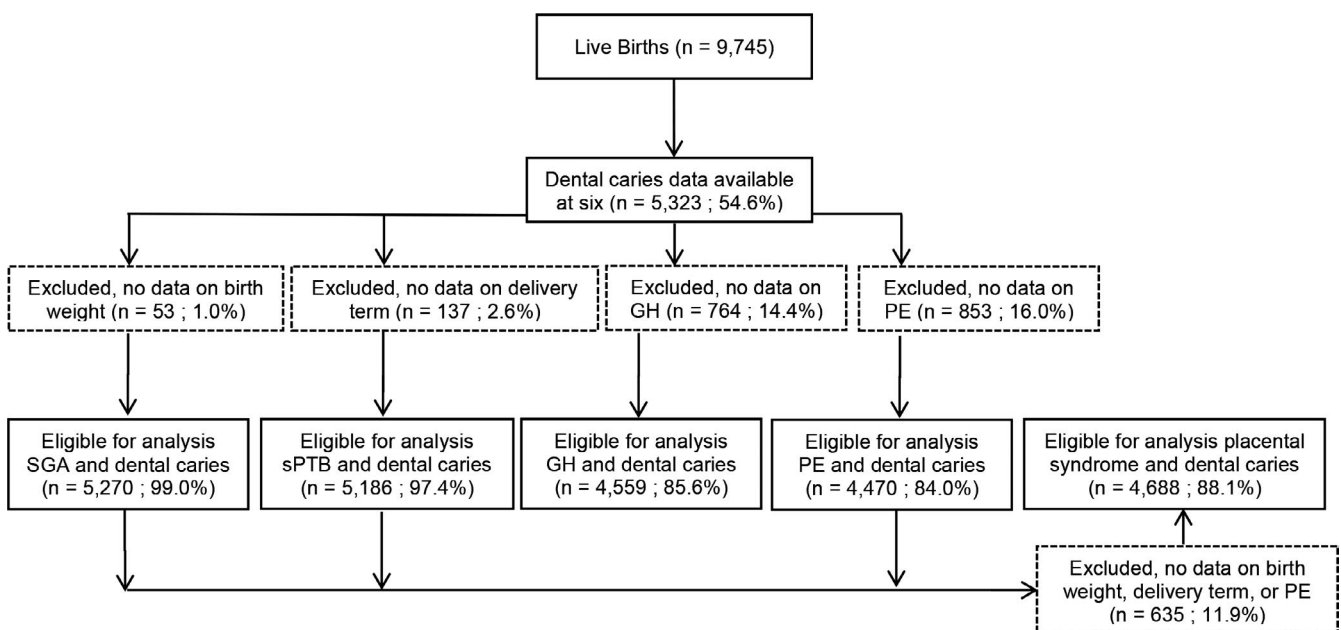 Live Births (n = 9,745)
Dental caries data available
at six (n = 5,323 ; 54.6%)
Excluded, no data on birth
weight (n = 53 ; 1.0%)
Excluded, no data on delivery
term (n = 137 ; 2.6%)
Excluded, no data on
GH (n = 764 ; 14.4%)
Excluded, no data on
PE (n = 853 ; 16.0%)
Eligible for analysis
SGA and dental caries
(n = 5,270 ; 99.0%)
Eligible for analysis
sPTB and dental caries
(n = 5,186 ; 97.4%)
Eligible for analysis
GH and dental caries
(n = 4,559 ; 85.6%)
Eligible for analysis
PE and dental caries
(n = 4,470 ; 84.0%)
Eligible for analysis placental
syndrome and dental caries
(n = 4,688 ; 88.1%)
Excluded, no data on birth
weight, delivery term, or PE
(n = 635 ; 11.9%)